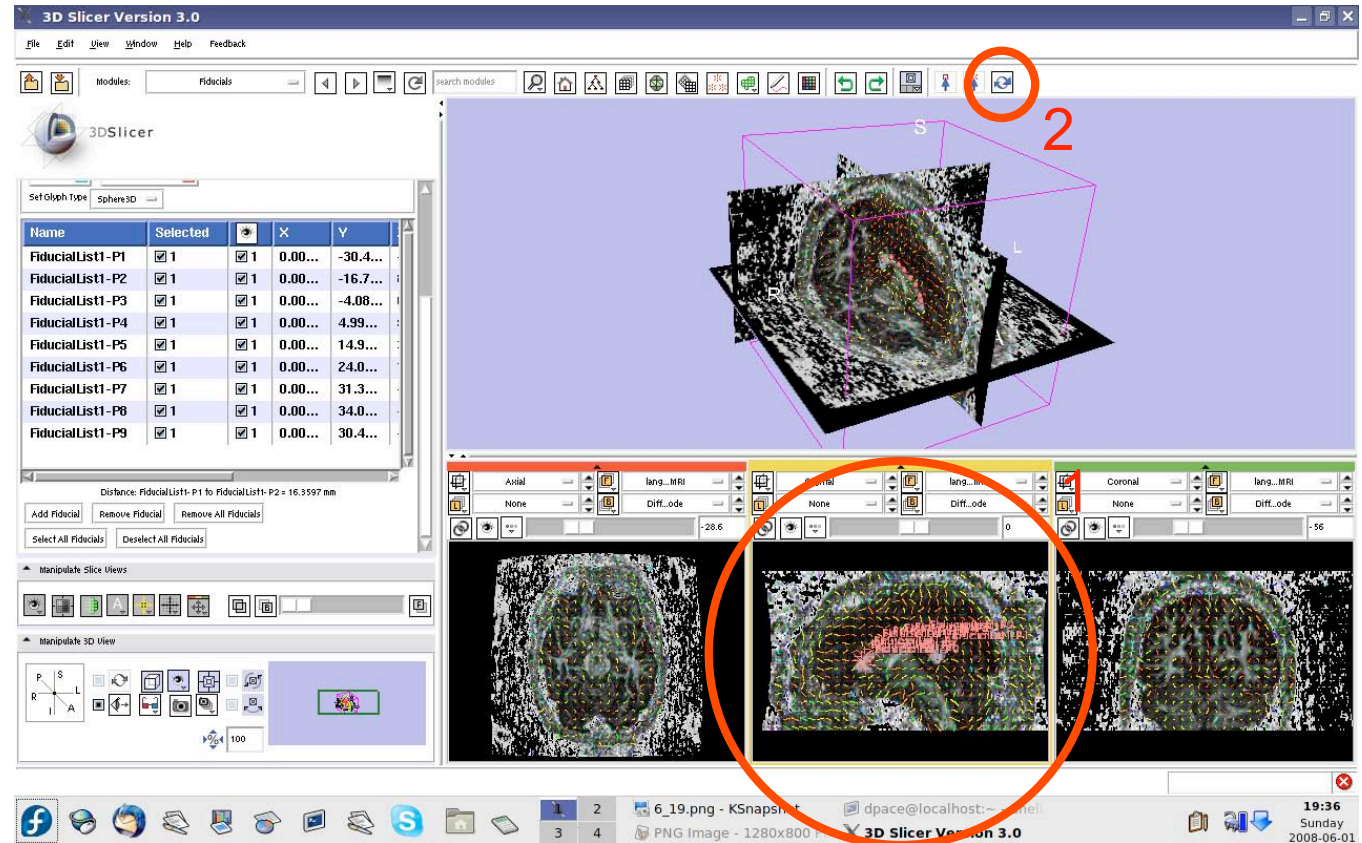 3D Slicer Version 3.0
File Edit View Window Help Feedback
Modules: Fiducials search modules
2
3DSlicer
S
L
R
A
Set Glyph Type Sphere3D
Name Selected X Y
FiducialList1-P1 1 1 0.00... -30.4...
FiducialList1-P2 1 1 0.00... -16.7...
FiducialList1-P3 1 1 0.00... -4.08...
FiducialList1-P4 1 1 0.00... 4.99...
FiducialList1-P5 1 1 0.00... 14.9...
FiducialList1-P6 1 1 0.00... 24.0...
FiducialList1-P7 1 1 0.00... 31.3...
FiducialList1-P8 1 1 0.00... 34.0...
FiducialList1-P9 1 1 0.00... 30.4...
Distance: FiducialList1-P1 to FiducialList1-P2 = 16.3597 mm
Add Fiducial Remove Fiducial Remove All Fiducials
Select All Fiducials Deselect All Fiducials
Manipulate Slice Views
Manipulate 3D View
P S
R L
I A
% 100
1
Axial lang...MRI
None Diff...ode
-28.6
None Diff...ode
0
Coronal lang...MRI
None Diff...ode
-56
1 2
3 4
6_19.png - KSnapshot
PNG Image - 1280x800
dpace@localhost:~
3D Slicer Version 3.0
19:36
Sunday
2008-06-01